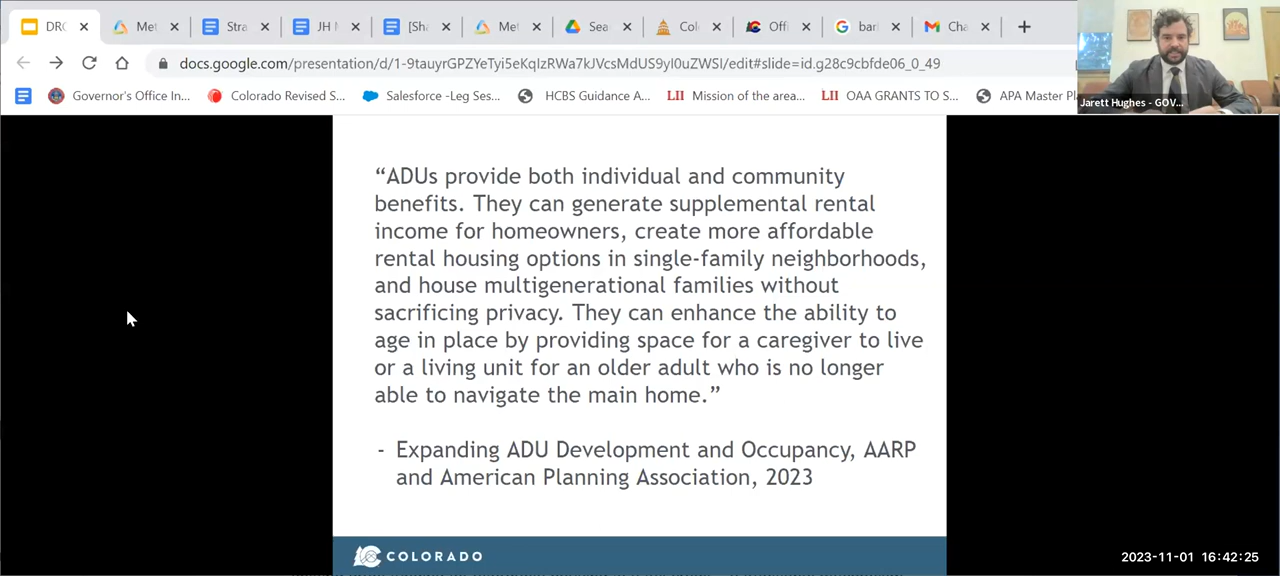 DRC
Met
Stra
JH M
[Sha
Met
Sea
Col
Offi
bari
Cha
docs.google.com/presentation/d/1-9tauyrGPZYeTyi5eKqIzRWa7kJVcsMdUS9yI0uZWSI/edit#slide=id.g28c9cbfde06_0_49
Governor's Office In...
Colorado Revised S...
Salesforce -Leg Ses...
HCBS Guidance A...
LII Mission of the area...
LII OAA GRANTS TO S...
APA Master Pl
Jarett Hughes - GOV...
“ADUs provide both individual and community
benefits. They can generate supplemental rental
income for homeowners, create more affordable
rental housing options in single-family neighborhoods,
and house multigenerational families without
sacrificing privacy. They can enhance the ability to
age in place by providing space for a caregiver to live
or a living unit for an older adult who is no longer
able to navigate the main home.”
- Expanding ADU Development and Occupancy, AARP
and American Planning Association, 2023
COLORADO
2023-11-01 16:42:25